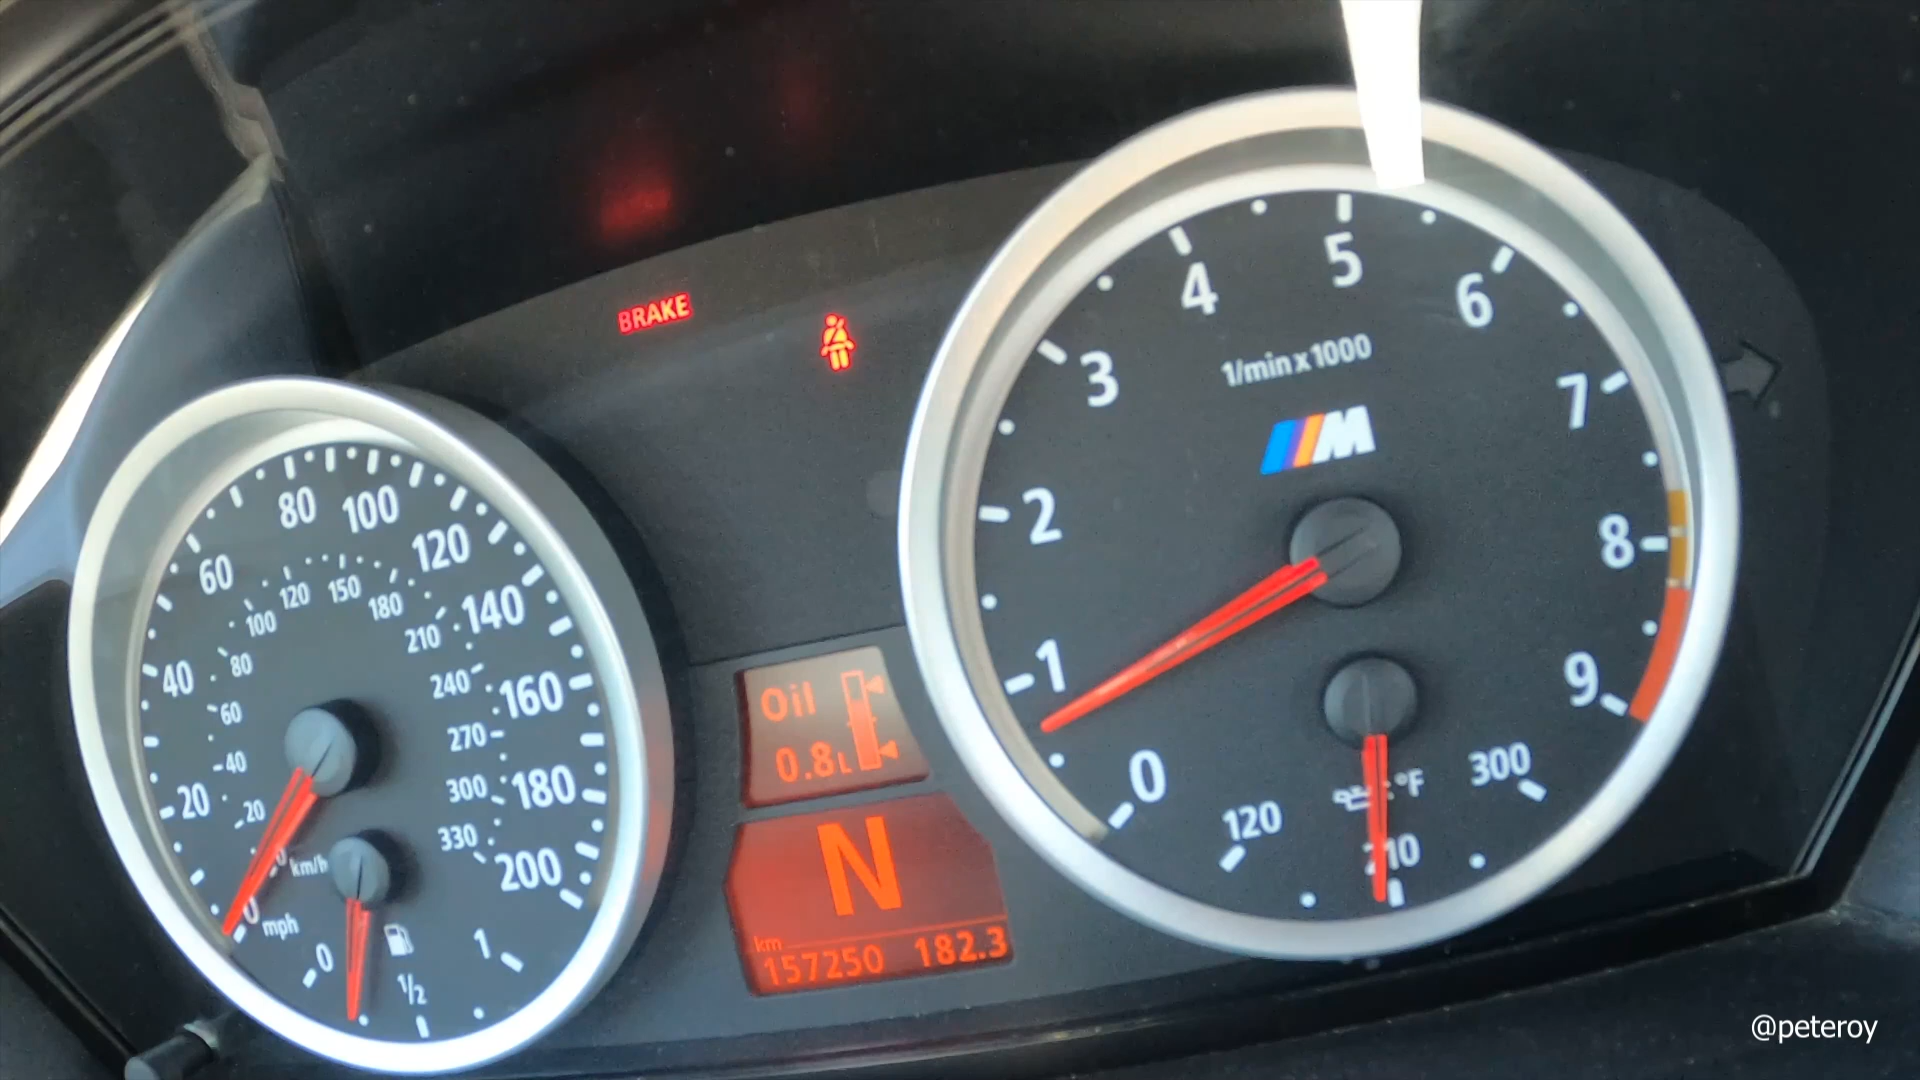 BRAKE
80 100
60 120
120 150
100 180
140
210
40 80
240 160
60
270
20 40
300 180
20
330
km/h
200
0 mph
0 1
1/2
Oil
0.8L
N
km
157250 182.3
5
4 6
1/min x 1000
3 7
M
2 8
1 9
0 300
°F
120
210
@peteroy